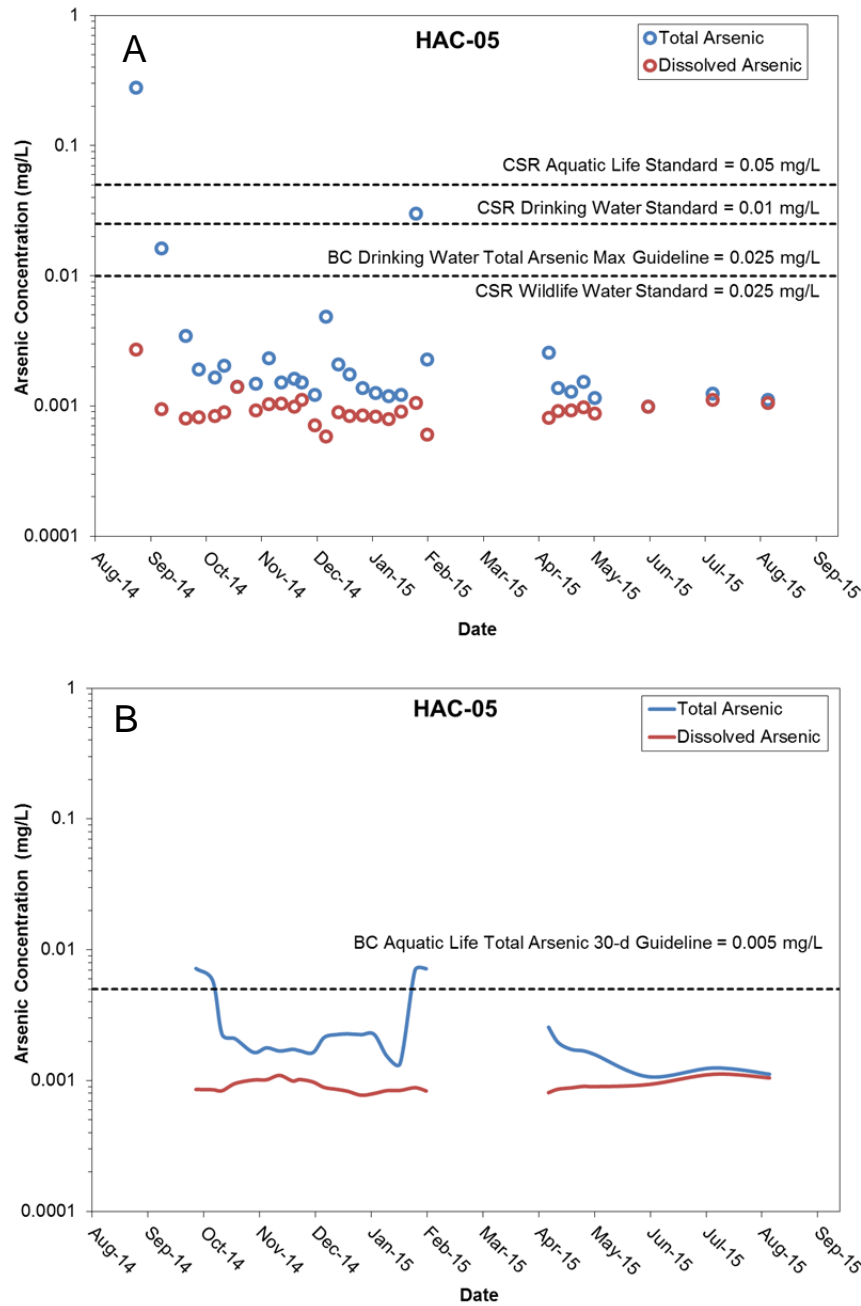 A
HAC-05
Total Arsenic
Dissolved Arsenic
Arsenic Concentration (mg/L)
1
0.1
0.01
0.001
0.0001
CSR Aquatic Life Standard = 0.05 mg/L
CSR Drinking Water Standard = 0.01 mg/L
BC Drinking Water Total Arsenic Max Guideline = 0.025 mg/L
CSR Wildlife Water Standard = 0.025 mg/L
Aug-14
Sep-14
Oct-14
Nov-14
Dec-14
Jan-15
Feb-15
Mar-15
Apr-15
May-15
Jun-15
Jul-15
Aug-15
Sep-15
Date
B
HAC-05
Total Arsenic
Dissolved Arsenic
Arsenic Concentration (mg/L)
1
0.1
0.01
0.001
0.0001
BC Aquatic Life Total Arsenic 30-d Guideline = 0.005 mg/L
Aug-14
Sep-14
Oct-14
Nov-14
Dec-14
Jan-15
Feb-15
Mar-15
Apr-15
May-15
Jun-15
Jul-15
Aug-15
Sep-15
Date